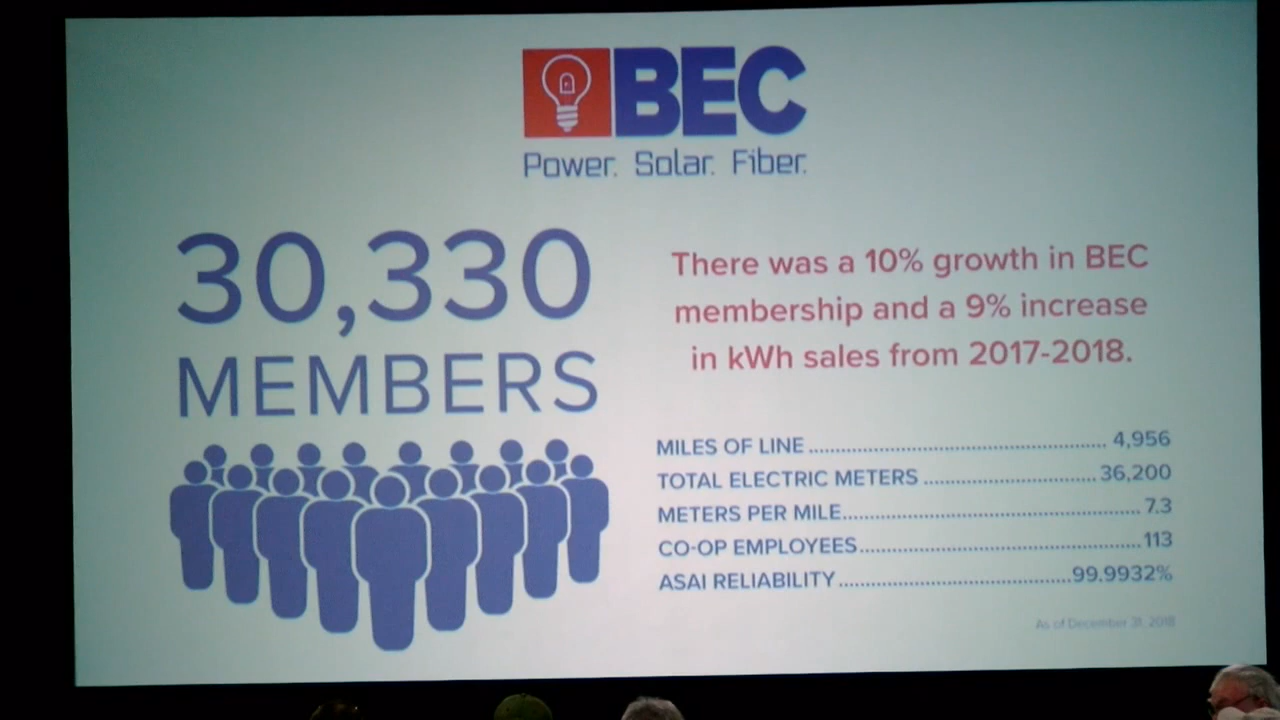 BEC
Power. Solar. Fiber.
30,330
MEMBERS
There was a 10% growth in BEC
membership and a 9% increase
in kWh sales from 2017-2018.
MILES OF LINE ........................................................ 4,956
TOTAL ELECTRIC METERS ................................ 36,200
METERS PER MILE........................................................ 7.3
CO-OP EMPLOYEES..................................................... 113
ASAI RELIABILITY ............................................99.9932%
As of December 31, 2018